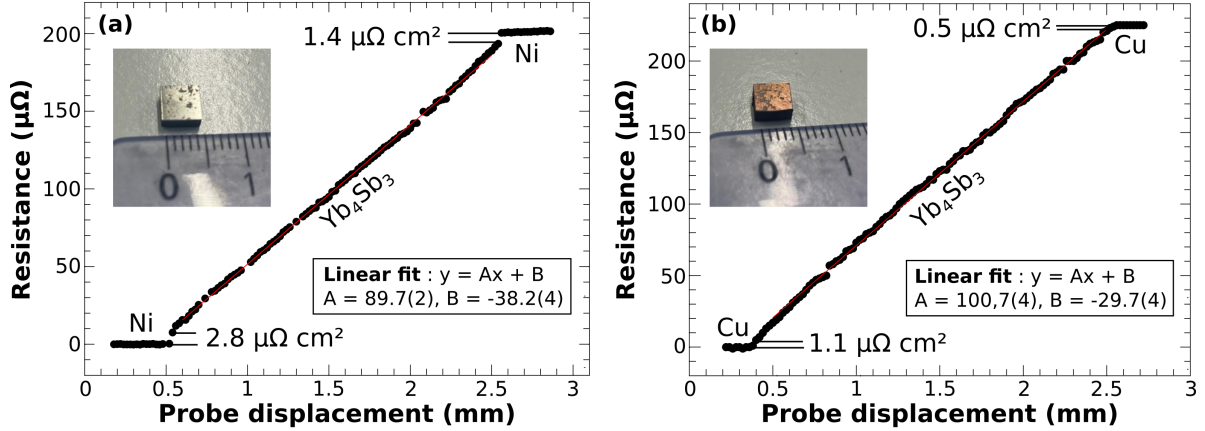 (a)
1.4 μΩ cm²
Ni
0 1
Yb₄Sb₃
Linear fit : y = Ax + B
A = 89.7(2), B = -38.2(4)
Ni
2.8 μΩ cm²
200
150
100
50
0
Resistance (μΩ)
0 0.5 1 1.5 2 2.5 3
Probe displacement (mm)
(b)
0.5 μΩ cm²
Cu
0 1
Yb₄Sb₃
Linear fit : y = Ax + B
A = 100,7(4), B = -29.7(4)
Cu
1.1 μΩ cm²
200
150
100
50
0
Resistance (μΩ)
0 0.5 1 1.5 2 2.5 3
Probe displacement (mm)